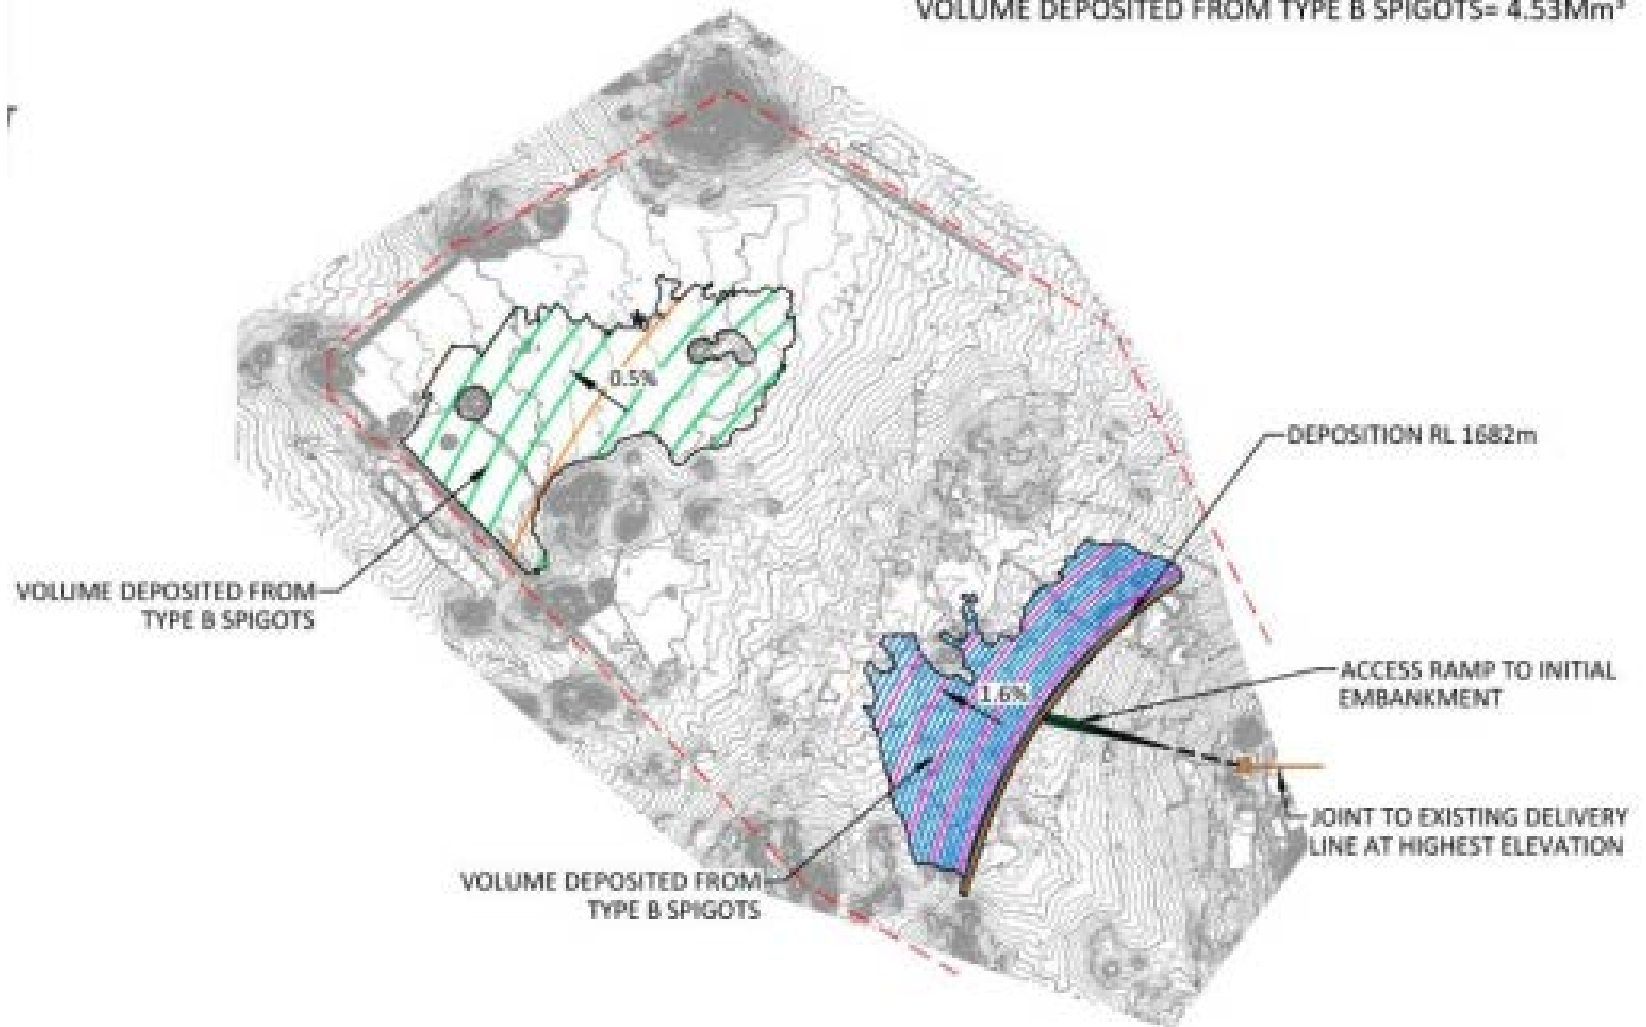 VOLUME DEPOSITED FROM TYPE B SPIGOTS= 4.53Mm³
0.5%
DEPOSITION RL 1682m
VOLUME DEPOSITED FROM
TYPE B SPIGOTS
ACCESS RAMP TO INITIAL
EMBANKMENT
1.6%
JOINT TO EXISTING DELIVERY
LINE AT HIGHEST ELEVATION
VOLUME DEPOSITED FROM
TYPE B SPIGOTS